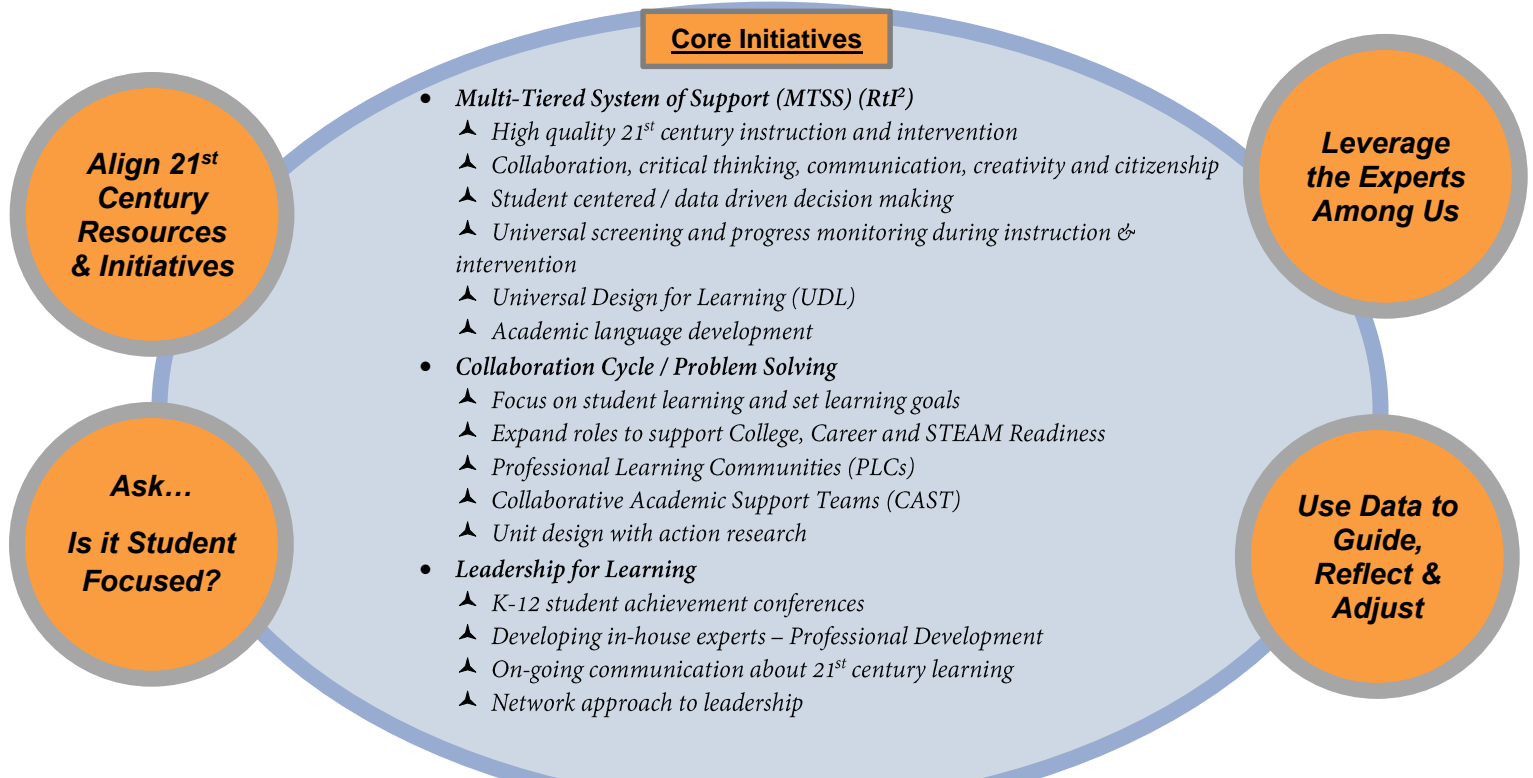 Core Initiatives
Align 21st
Century
Resources
& Initiatives
Ask…
Is it Student
Focused?
• Multi-Tiered System of Support (MTSS) (RtI²)
High quality 21st century instruction and intervention
Collaboration, critical thinking, communication, creativity and citizenship
Student centered / data driven decision making
Universal screening and progress monitoring during instruction &
intervention
Universal Design for Learning (UDL)
Academic language development
• Collaboration Cycle / Problem Solving
Focus on student learning and set learning goals
Expand roles to support College, Career and STEAM Readiness
Professional Learning Communities (PLCs)
Collaborative Academic Support Teams (CAST)
Unit design with action research
• Leadership for Learning
K-12 student achievement conferences
Developing in-house experts – Professional Development
On-going communication about 21st century learning
Network approach to leadership
Leverage
the Experts
Among Us
Use Data to
Guide,
Reflect &
Adjust